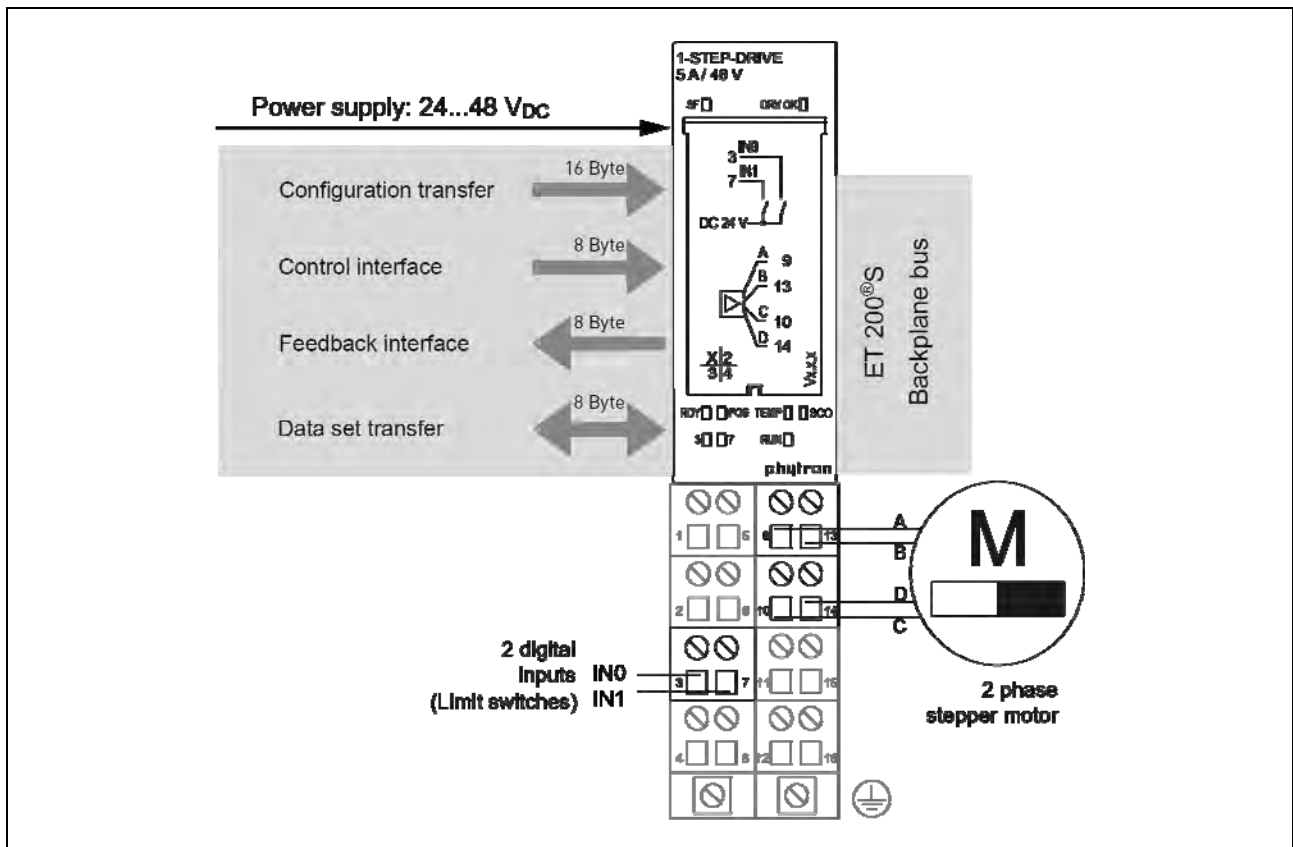 1-STEP-DRIVE
5 A / 48 V
SF DRV OK
Power supply: 24...48 VDC
IN0
3
IN1
7
DC 24 V
Configuration transfer
16 Byte
Control interface
8 Byte
Feedback interface
8 Byte
Data set transfer
8 Byte
A 9
B 13
C 10
D 14
X 2
3 4
VX.XX
ET 200®S
Backplane bus
RDY POS TEMP SCO
3 7 RUN
phytron
1 5 9 13
2 6 10 14
3 7 11 15
4 8 12 16
A
B
D
C
M
2 digital
inputs IN0
(Limit switches) IN1
2 phase
stepper motor